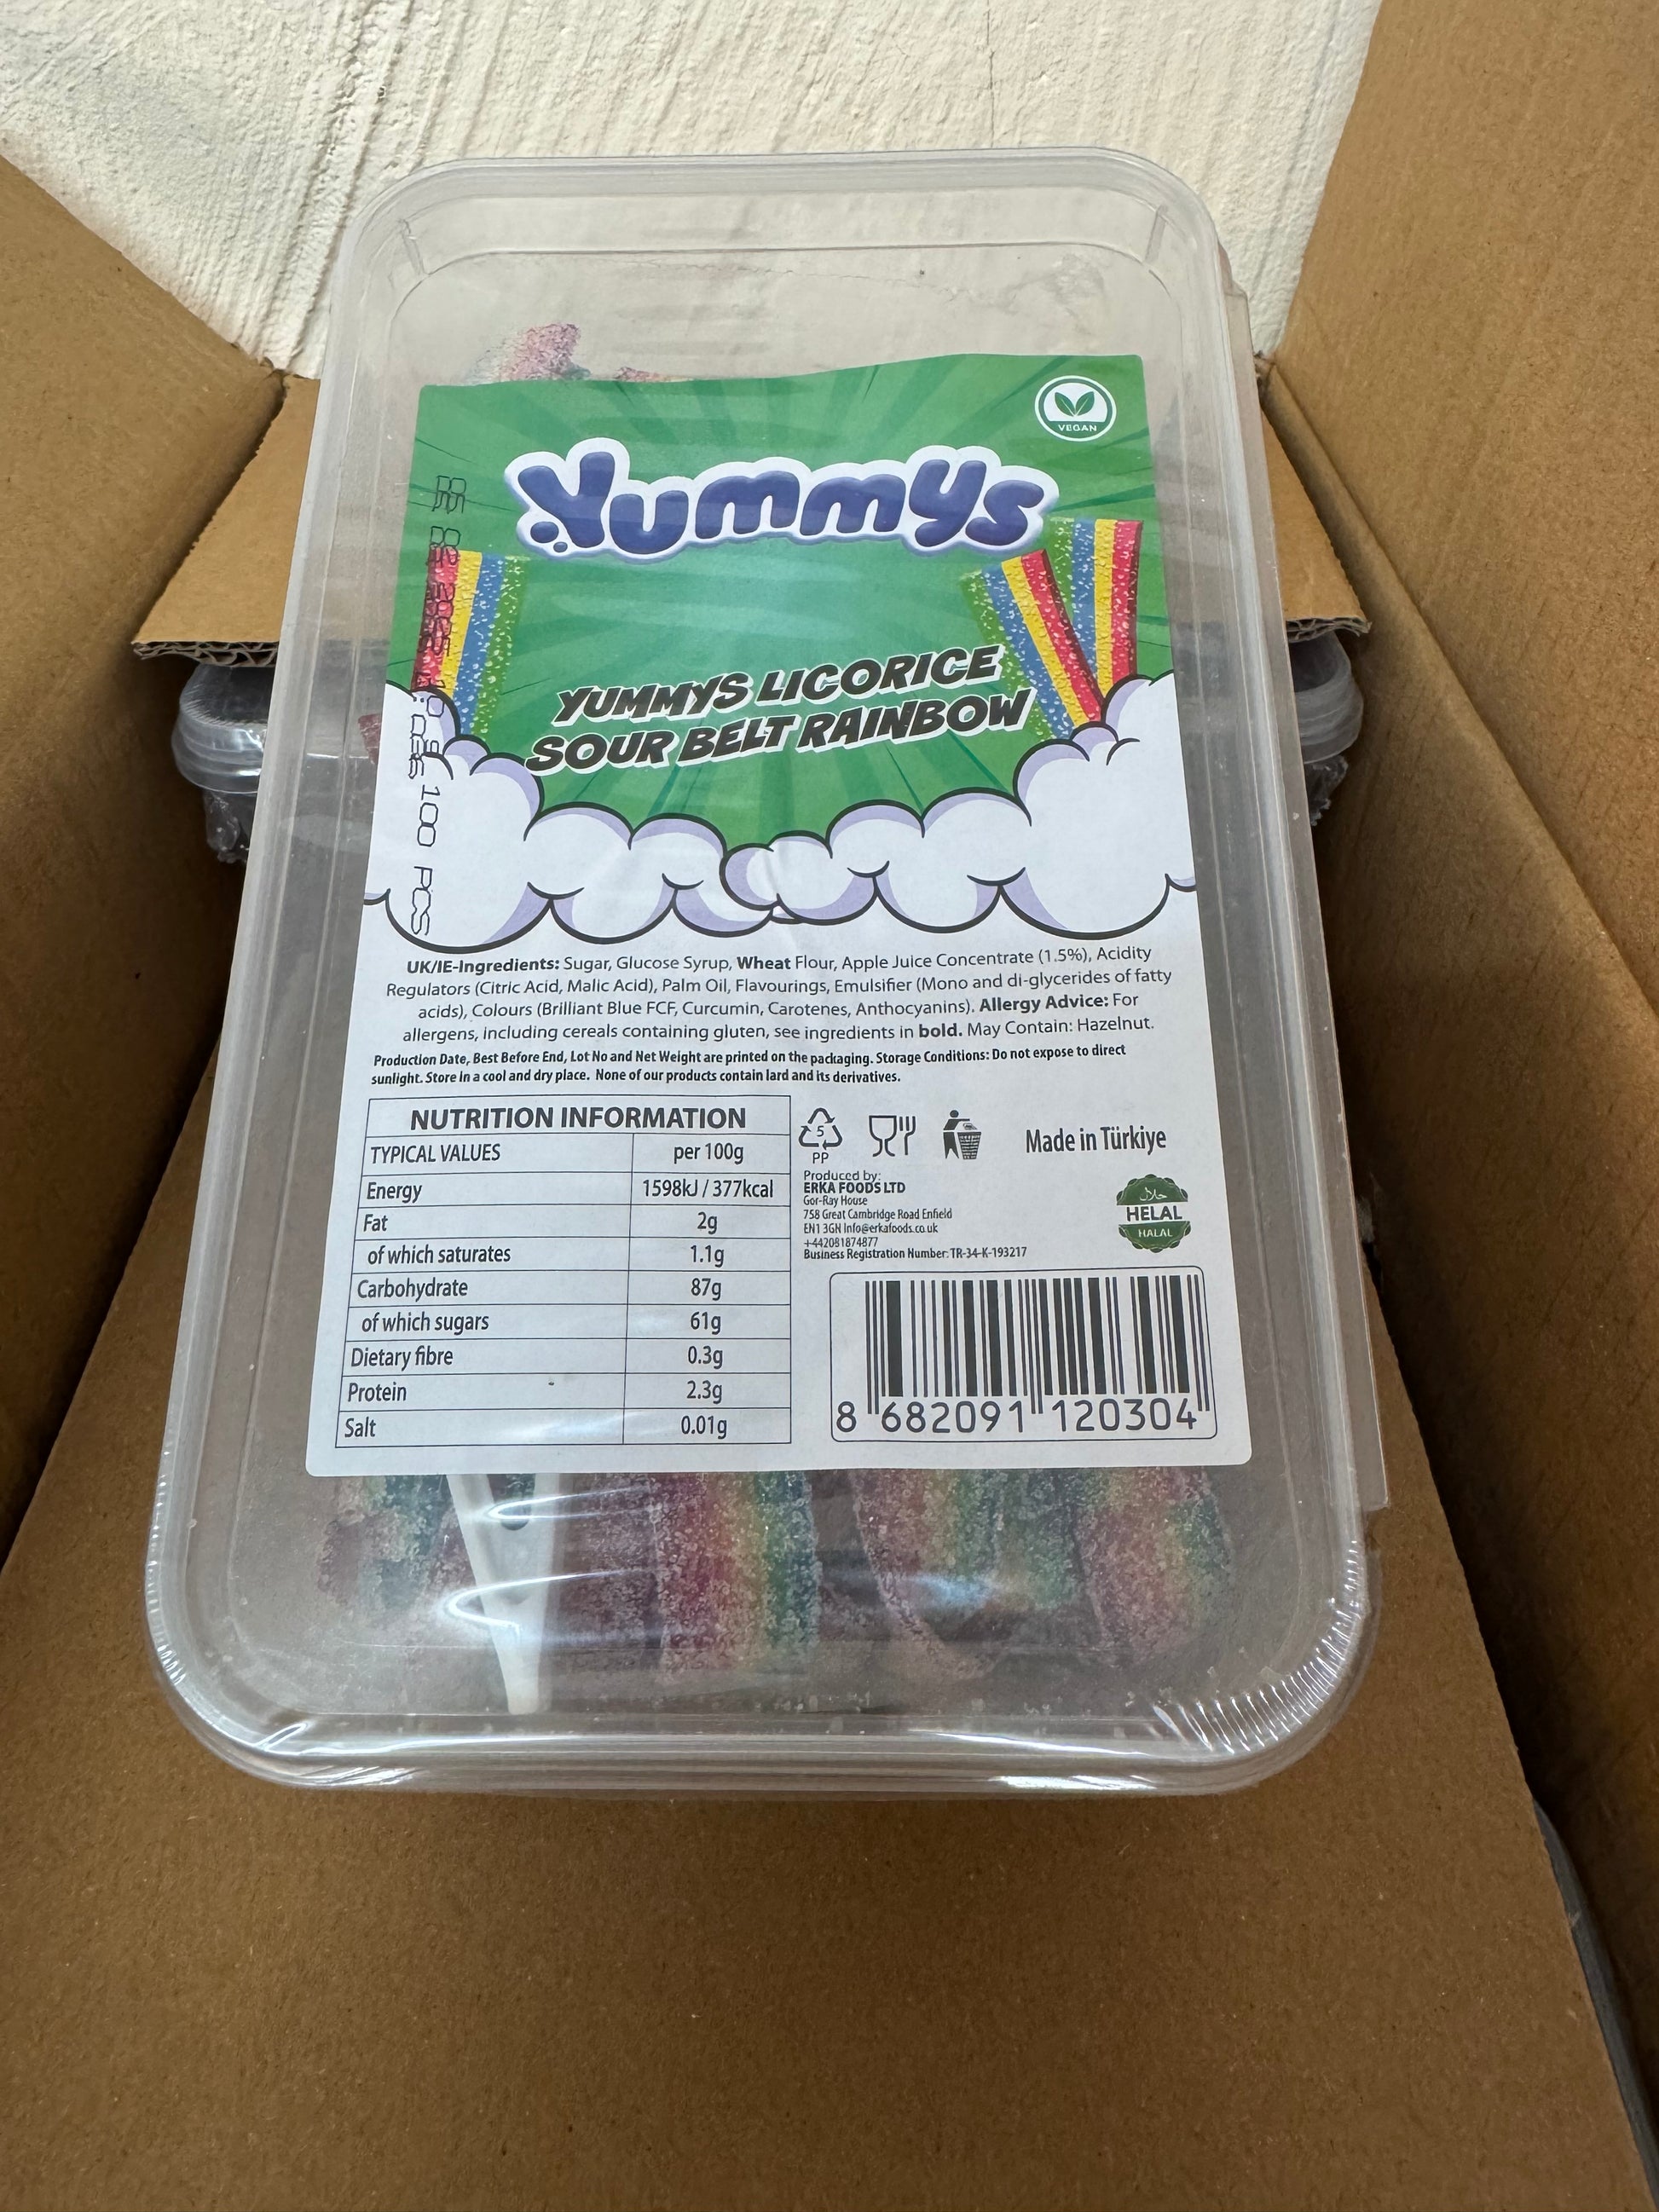 VEGAN
Yummys
YUMMYS LICORICE
SOUR BELT RAINBOW
100 PCS
UK/IE-Ingredients: Sugar, Glucose Syrup, Wheat Flour, Apple Juice Concentrate (1.5%), Acidity
Regulators (Citric Acid, Malic Acid), Palm Oil, Flavourings, Emulsifier (Mono and di-glycerides of fatty
acids), Colours (Brilliant Blue FCF, Curcumin, Carotenes, Anthocyanins). Allergy Advice: For
allergens, including cereals containing gluten, see ingredients in bold. May Contain: Hazelnut.
Production Date, Best Before End, Lot No and Net Weight are printed on the packaging. Storage Conditions: Do not expose to direct
sunlight. Store in a cool and dry place. None of our products contain lard and its derivatives.
NUTRITION INFORMATION
TYPICAL VALUES per 100g
Energy 1598kJ / 377kcal
Fat 2g
of which saturates 1.1g
Carbohydrate 87g
of which sugars 61g
Dietary fibre 0.3g
Protein 2.3g
Salt 0.01g
5
PP
Made in Türkiye
Produced by:
ERKA FOODS LTD
Gor-Ray House
758 Great Cambridge Road Enfield
EN1 3GN Info@erkafoods.co.uk
+442081874877
Business Registration Number: TR-34-K-193217
حلال
HELAL
HALAL
8 682091 120304